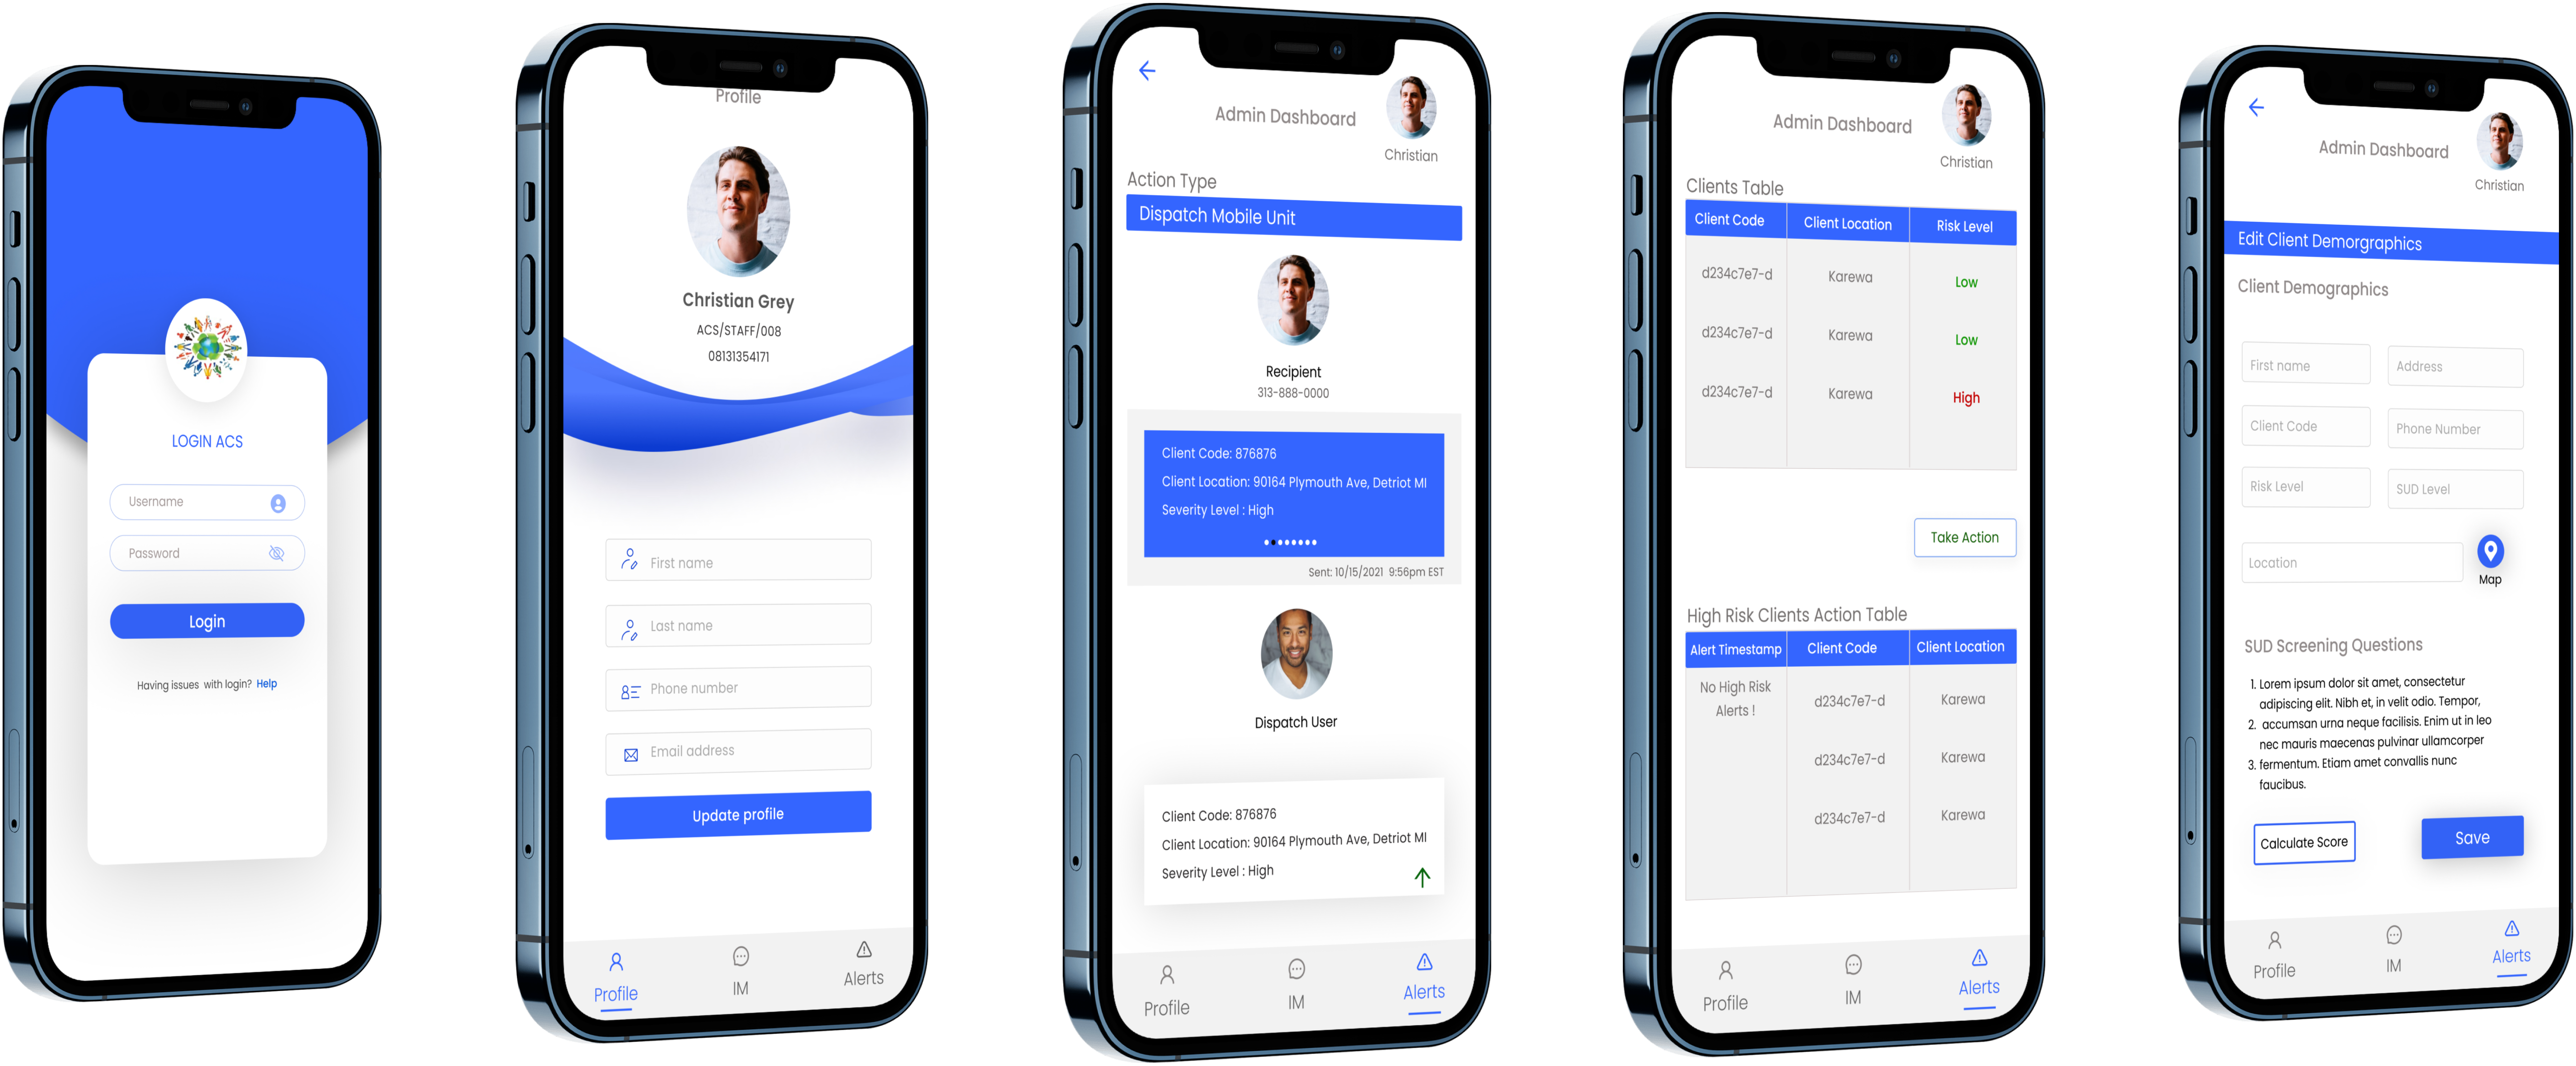 LOGIN ACS
Username
Password
Login
Having issues with login? Help
Profile
Christian Grey
ACS/STAFF/008
08131354171
First name
Last name
Phone number
Email address
Update profile
Profile
IM
Alerts
Admin Dashboard
Christian
Action Type
Dispatch Mobile Unit
Recipient
313-888-0000
Client Code: 876876
Client Location: 90164 Plymouth Ave, Detriot MI
Severity Level : High
Sent: 10/15/2021 9:56pm EST
Dispatch User
Client Code: 876876
Client Location: 90164 Plymouth Ave, Detriot MI
Severity Level : High
Profile
IM
Alerts
Admin Dashboard
Christian
Clients Table
Client Code Client Location Risk Level
d234c7e7-d Karewa Low
d234c7e7-d Karewa Low
d234c7e7-d Karewa High
Take Action
High Risk Clients Action Table
Alert Timestamp Client Code Client Location
No High Risk
Alerts !
d234c7e7-d Karewa
d234c7e7-d Karewa
d234c7e7-d Karewa
Profile
IM
Alerts
Admin Dashboard
Christian
Edit Client Demorgraphics
Client Demographics
First name Address
Client Code Phone Number
Risk Level SUD Level
Location
Map
SUD Screening Questions
1. Lorem ipsum dolor sit amet, consectetur
adipiscing elit. Nibh et, in velit odio. Tempor,
2. accumsan urna neque facilisis. Enim ut in leo
nec mauris maecenas pulvinar ullamcorper
3. fermentum. Etiam amet convallis nunc
faucibus.
Calculate Score
Save
Profile
IM
Alerts